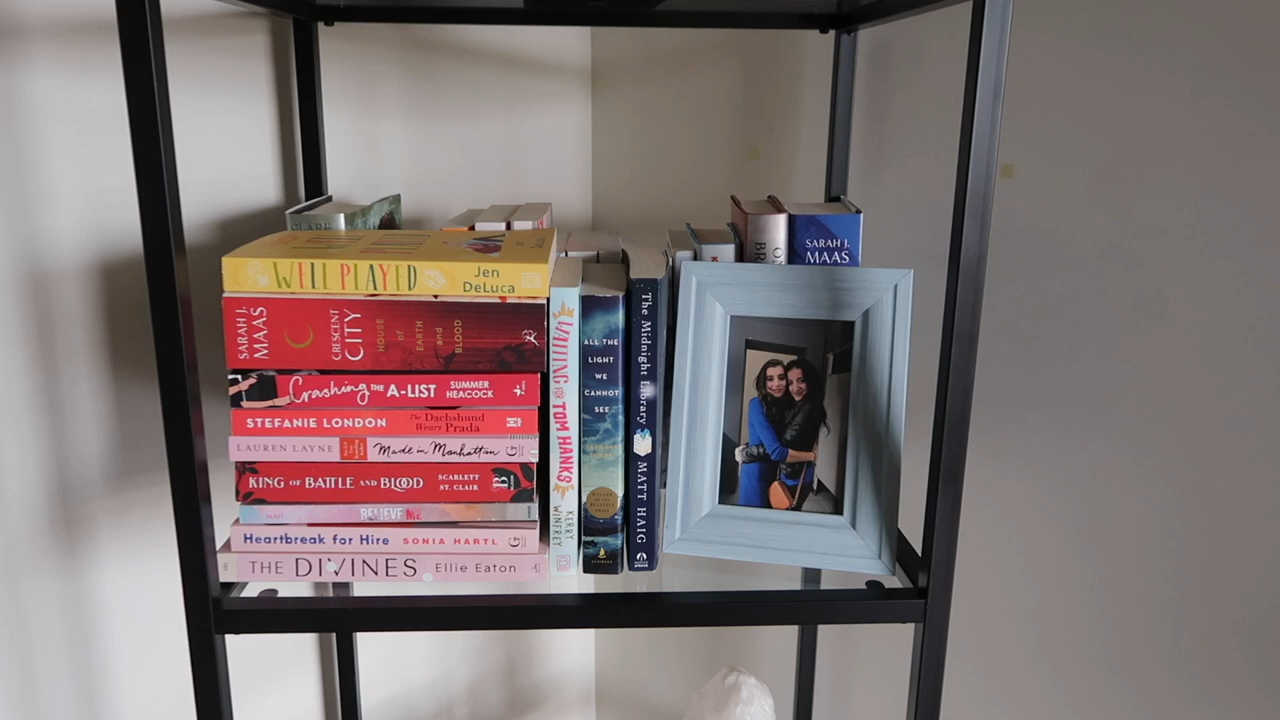 WELL PLAYED
Jen
DeLuca
SARAH J.
MAAS
CRESCENT
CITY
HOUSE
of
EARTH
and
BLOOD
Crashing THE A-LIST
SUMMER
HEACOCK
STEFANIE LONDON
The Dachshund
Wears Prada
LAUREN LAYNE
Made in Manhattan
KING OF BATTLE AND BLOOD
SCARLETT
ST. CLAIR
BELIEVE ME
Heartbreak for Hire
SONIA HARTL
THE DIVINES
Ellie Eaton
WAITING FOR TOM HANKS
KERRY
WINFREY
ALL THE
LIGHT
WE
CANNOT
SEE
The Midnight Library
MATT HAIG
SARAH J.
MAAS